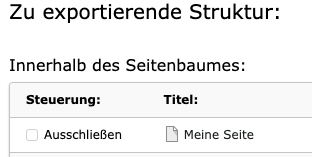 Zu exportierende Struktur:
Innerhalb des Seitenbaumes:
Steuerung: Titel:
Ausschließen Meine Seite